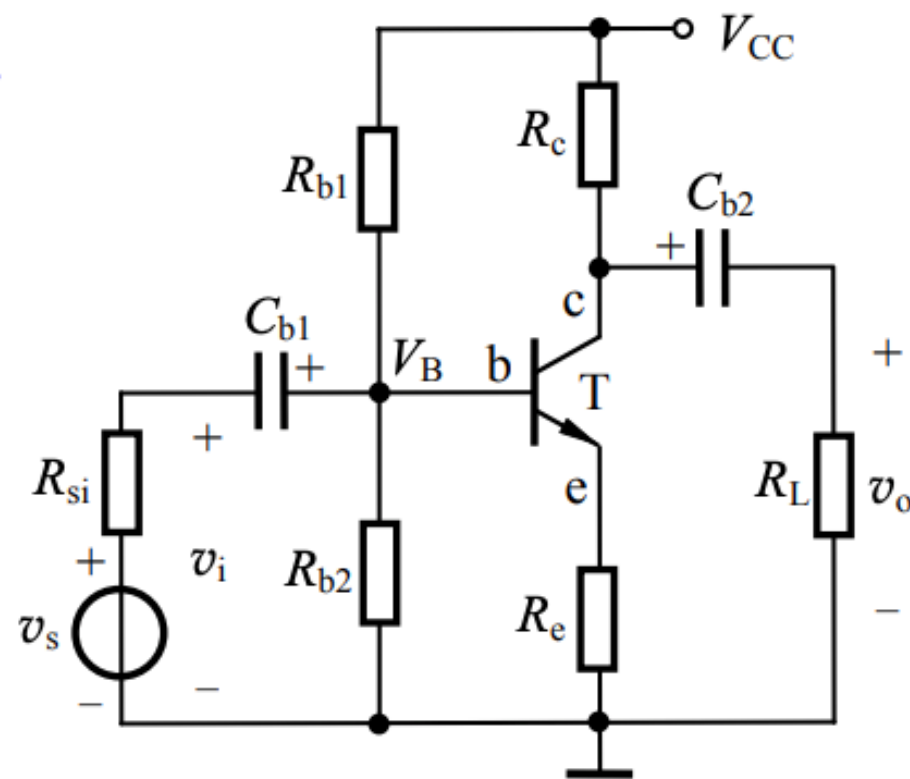 V_CC
R_c
R_b1
C_b2
+
c
C_b1
+
V_B
b
T
+
+
e
R_si
R_L
v_o
+
v_i
R_b2
R_e
−
v_s
−
−